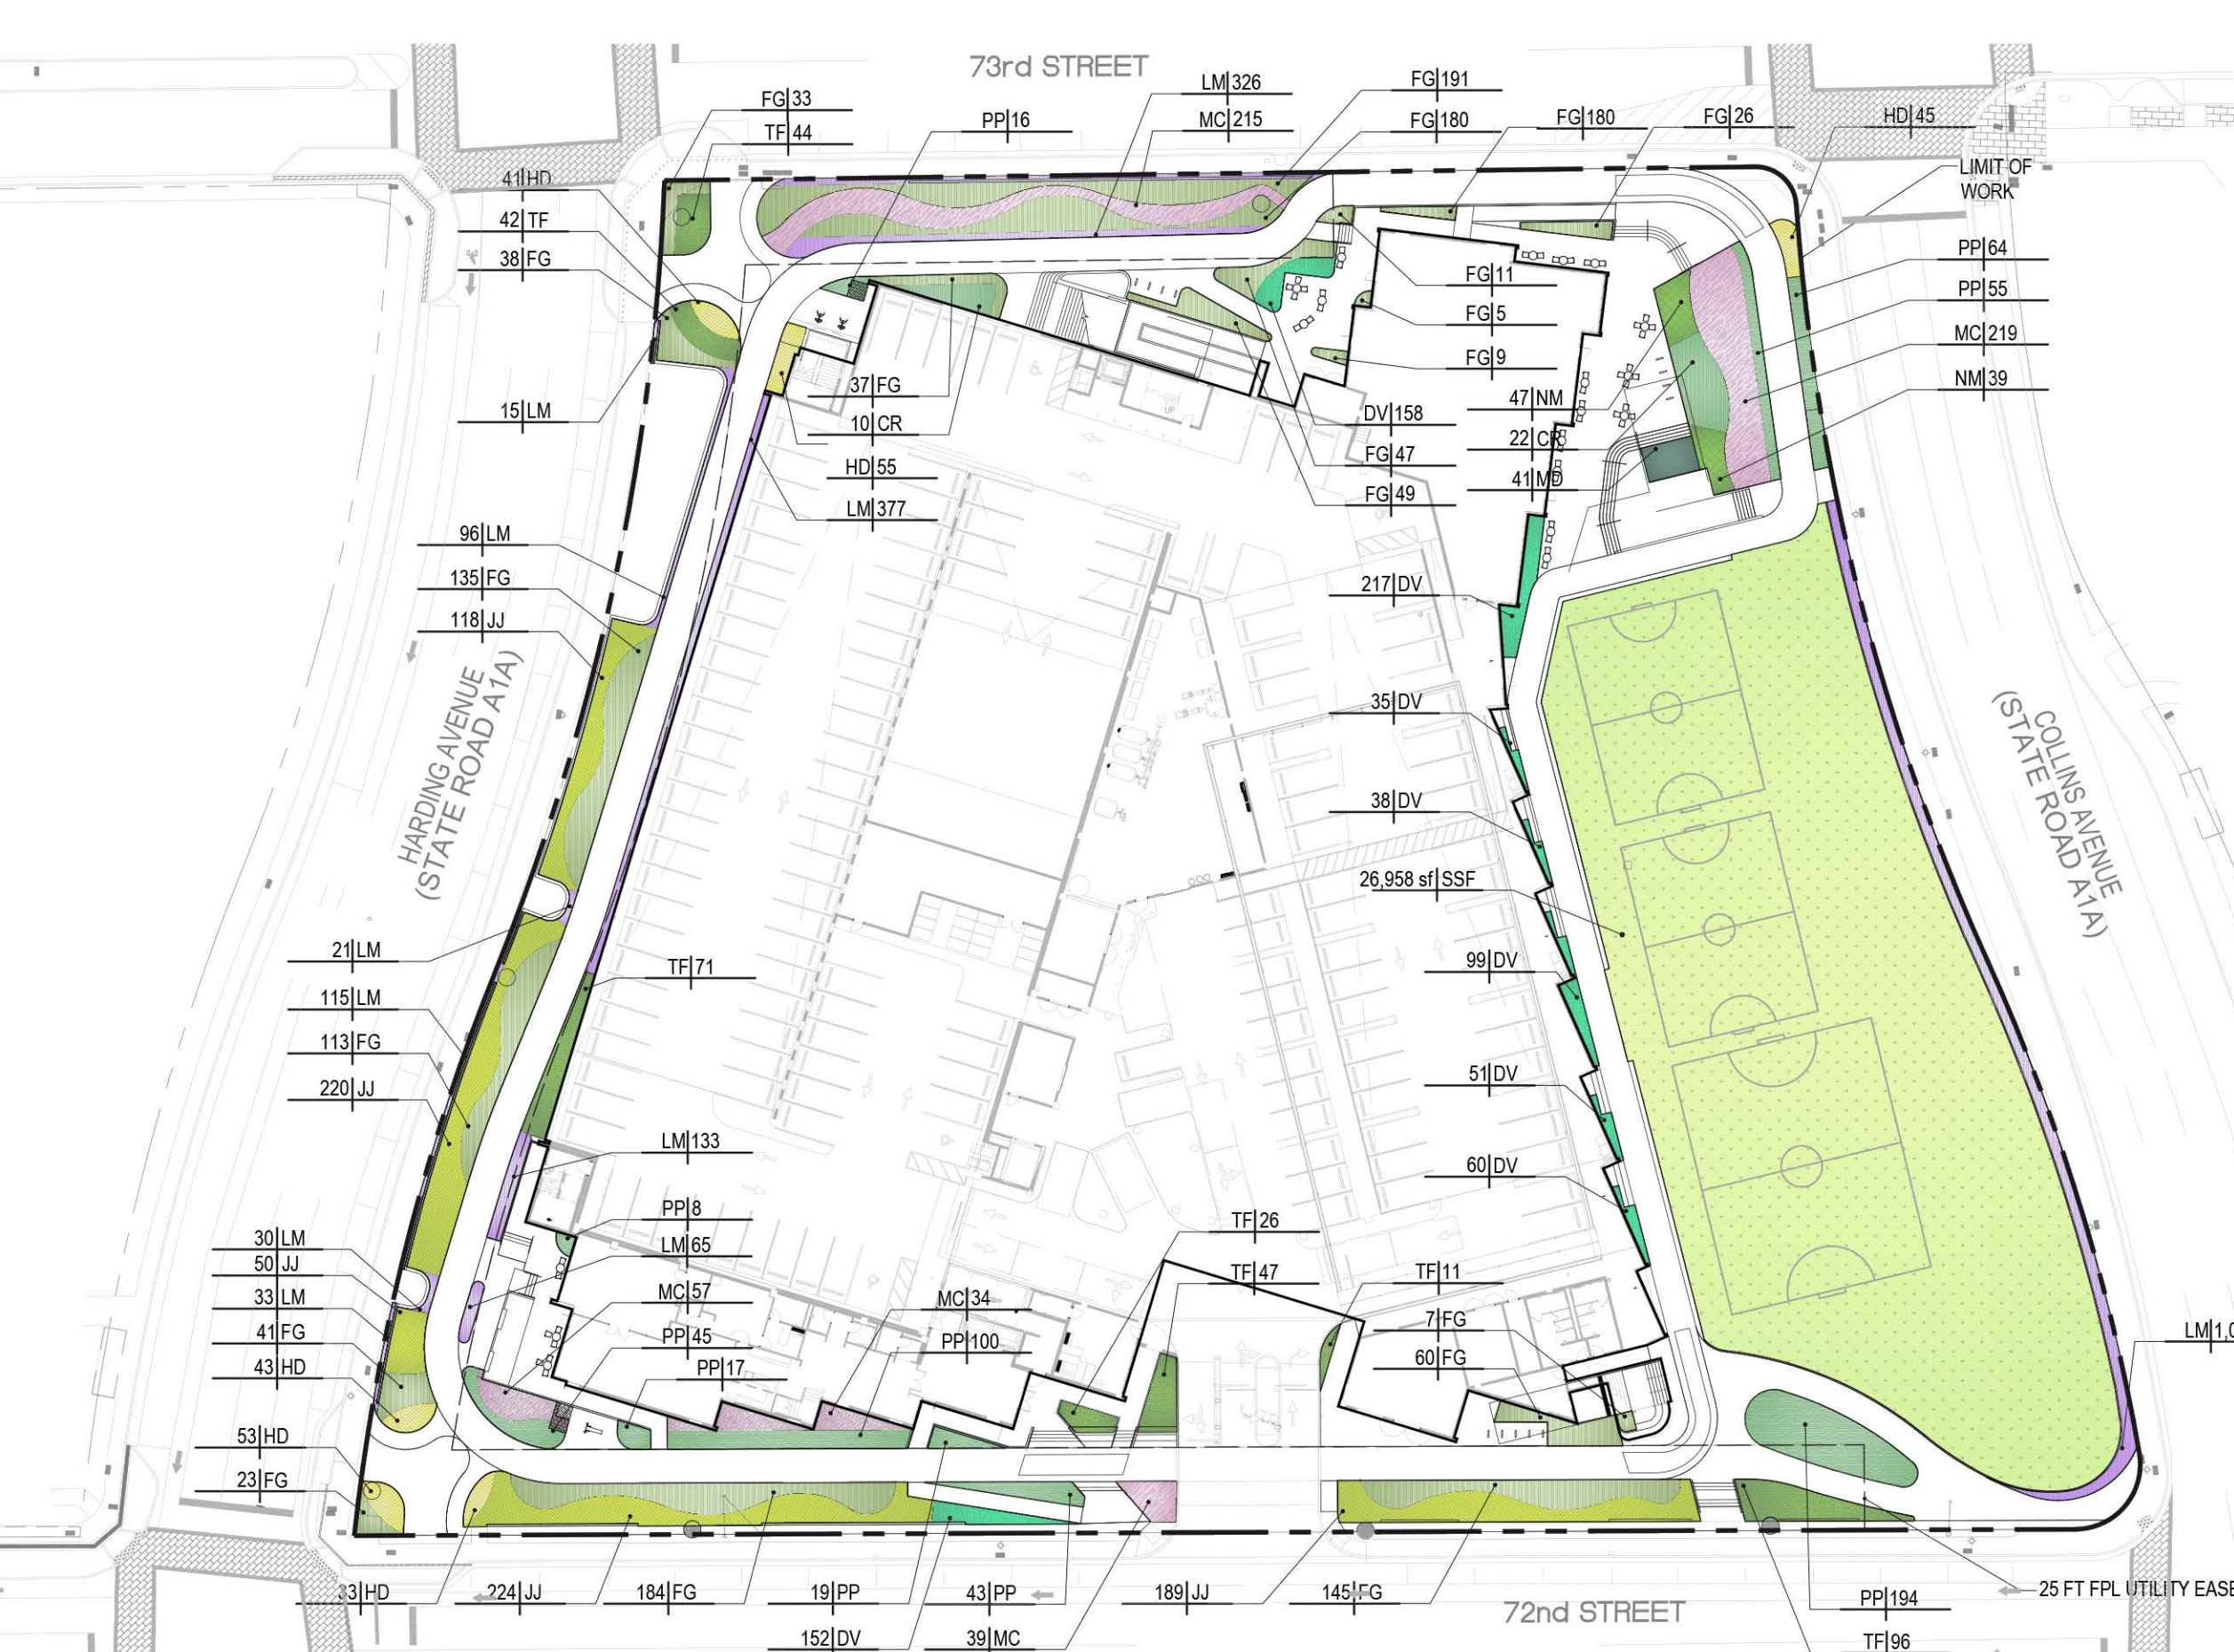 73rd STREET
FG|33
TF|44
PP|16
LM|326
MC|215
FG|191
FG|180
FG|180
FG|26
HD|45
LIMIT OF
WORK
41|HD
42|TF
38|FG
15|LM
PP|64
PP|55
MC|219
NM|39
FG|11
FG|5
FG|9
37|FG
10|CR
HD|55
LM|377
DV|158
FG|47
FG|49
47|NM
22|CR
41|MD
UP
96|LM
135|FG
118|JJ
217|DV
HARDING AVENUE
(STATE ROAD A1A)
COLLINS AVENUE
(STATE ROAD A1A)
35|DV
38|DV
26,958 sf|SSF
21|LM
TF|71
99|DV
115|LM
113|FG
220|JJ
51|DV
LM|133
60|DV
PP|8
LM|65
TF|26
TF|47
TF|11
30|LM
50|JJ
33|LM
41|FG
43|HD
MC|57
PP|45
PP|17
MC|34
PP|100
7|FG
60|FG
53|HD
23|FG
33|HD
224|JJ
184|FG
19|PP
43|PP
189|JJ
145|FG
152|DV
39|MC
72nd STREET
PP|194
TF|96
25 FT FPL UTILITY EASE
LM|1,0